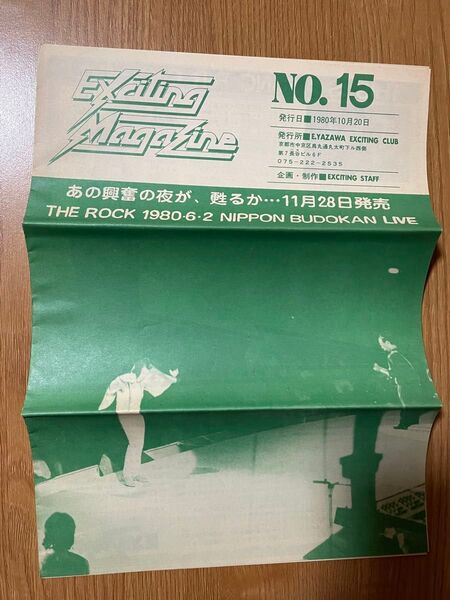 Exciting
Magazine
NO.15
発行日■1980年10月20日
発行所■E.YAZAWA EXCITING CLUB
京都市中京区烏丸通丸太町下ル西側
第7長谷ビル6F
075-222-2535
企画・制作■EXCITING STAFF
あの興奮の夜が、甦るか…11月28日発売
THE ROCK 1980・6・2 NIPPON BUDOKAN LIVE